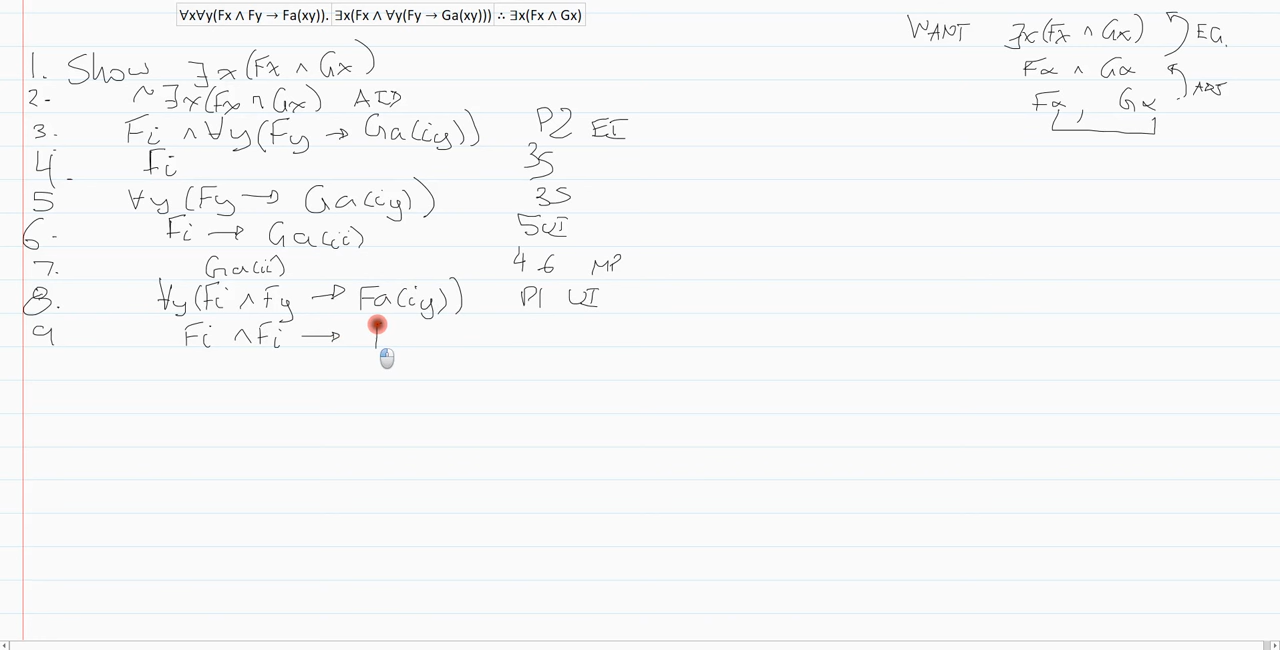 ∀x∀y(Fx ∧ Fy → Fa(xy)). ∃x(Fx ∧ ∀y(Fy → Ga(xy))) ∴ ∃x(Fx ∧ Gx)
WANT ∃x(Fx ∧ Gx) EG.
Fα ∧ Gα
ADJ
Fα , Gα
1. Show ∃x(Fx ∧ Gx)
2. ~∃x(Fx ∧ Gx) AID
3. Fi ∧ ∀y(Fy → Ga(iy)) P2 EI
4. Fi 3S
5 ∀y(Fy → Ga(iy)) 3S
6. Fi → Ga(ii) 5UI
7. Ga(ii) 4 6 MP
8. ∀y(Fi ∧ Fy → Fa(iy)) P1 UI
9 Fi ∧ Fi →